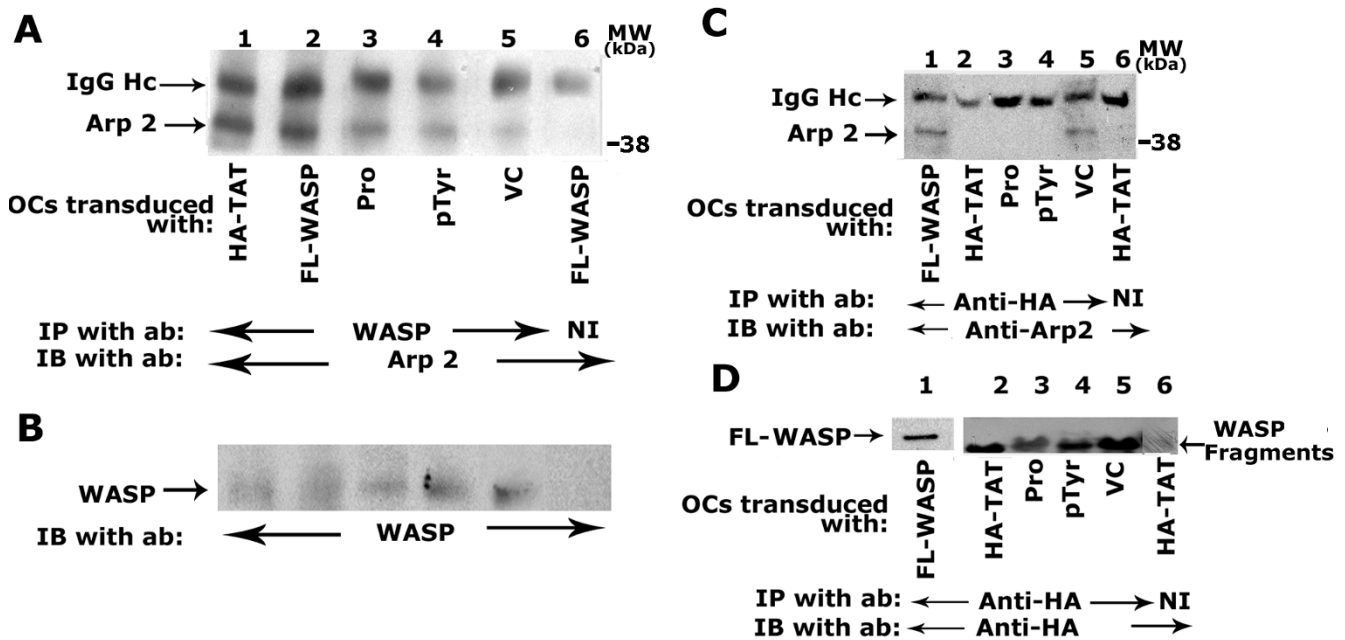 A
1 2 3 4 5 6 MW
(kDa)
IgG Hc
Arp 2
-38
OCs transduced
with:
HA-TAT
FL-WASP
Pro
pTyr
VC
FL-WASP
IP with ab: WASP NI
IB with ab: Arp 2
B
WASP
IB with ab: WASP
C
1 2 3 4 5 6 MW
(kDa)
IgG Hc
Arp 2
-38
OCs transduced
with:
FL-WASP
HA-TAT
Pro
pTyr
VC
HA-TAT
IP with ab: Anti-HA NI
IB with ab: Anti-Arp2
D
1 2 3 4 5 6
FL-WASP
WASP
Fragments
OCs transduced
with:
FL-WASP
HA-TAT
Pro
pTyr
VC
HA-TAT
IP with ab: Anti-HA NI
IB with ab: Anti-HA